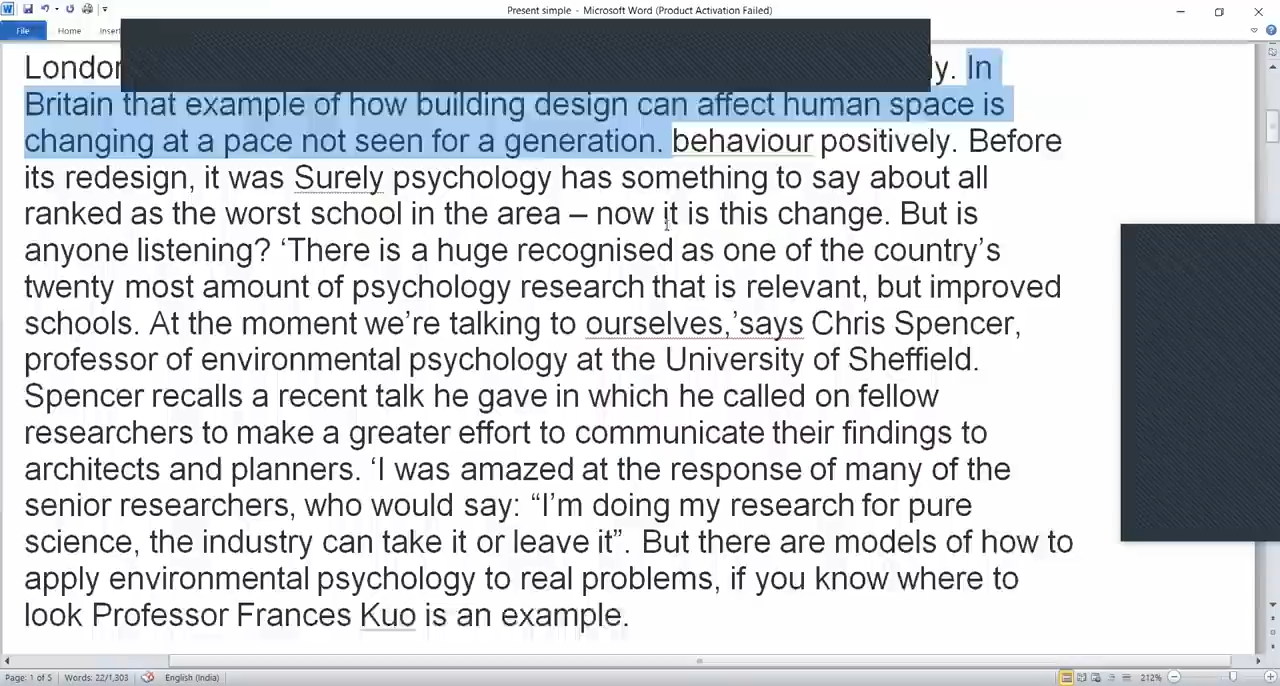 Present simple - Microsoft Word (Product Activation Failed)
File Home Insert
London ly. In
Britain that example of how building design can affect human space is
changing at a pace not seen for a generation. behaviour positively. Before
its redesign, it was Surely psychology has something to say about all
ranked as the worst school in the area – now it is this change. But is
anyone listening? ‘There is a huge recognised as one of the country’s
twenty most amount of psychology research that is relevant, but improved
schools. At the moment we’re talking to ourselves,’says Chris Spencer,
professor of environmental psychology at the University of Sheffield.
Spencer recalls a recent talk he gave in which he called on fellow
researchers to make a greater effort to communicate their findings to
architects and planners. ‘I was amazed at the response of many of the
senior researchers, who would say: “I’m doing my research for pure
science, the industry can take it or leave it”. But there are models of how to
apply environmental psychology to real problems, if you know where to
look Professor Frances Kuo is an example.
Page: 1 of 5 Words: 22/1,303 English (India) 212%